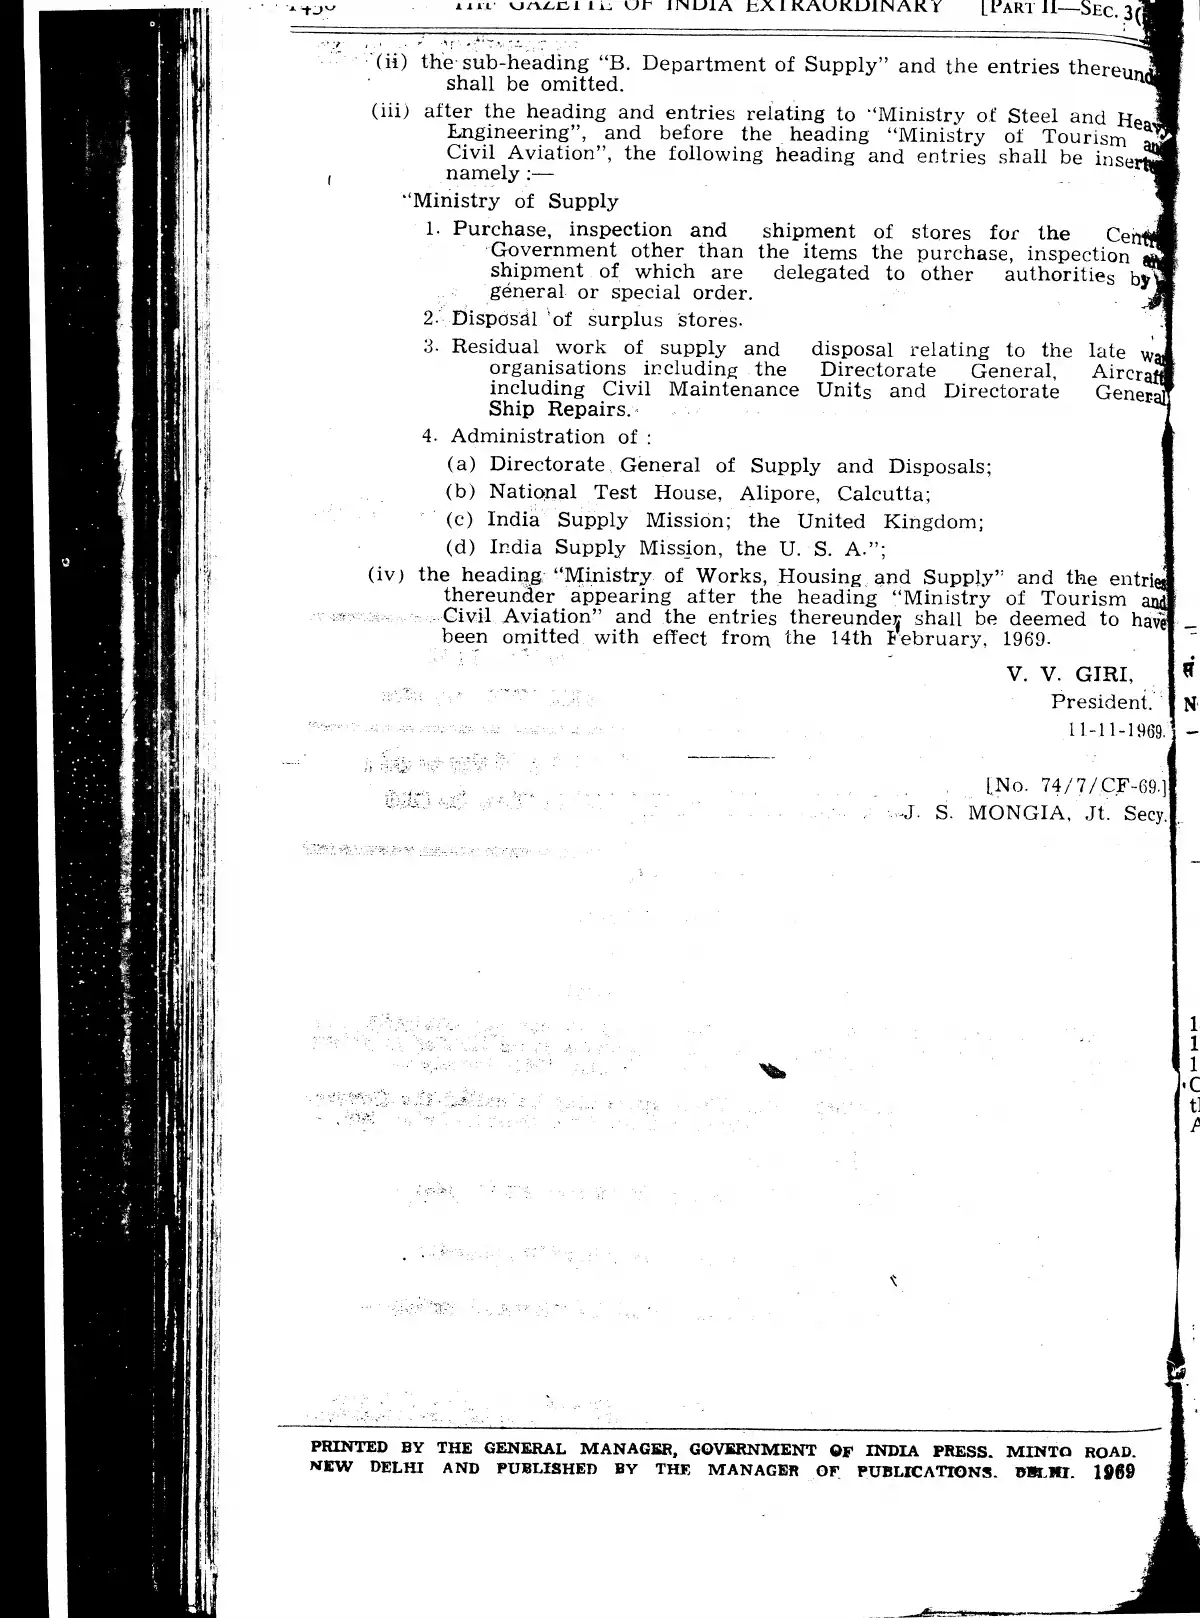 GAZETTE OF INDIA EXTRAORDINARY [PART II—SEC. 3(
(ii) the sub-heading “B. Department of Supply” and the entries thereund
shall be omitted.
(iii) after the heading and entries relating to “Ministry of Steel and Heavy
Engineering”, and before the heading “Ministry of Tourism and
Civil Aviation”, the following heading and entries shall be inserte
namely :—
“Ministry of Supply
1. Purchase, inspection and shipment of stores for the Centr
Government other than the items the purchase, inspection and
shipment of which are delegated to other authorities by
general or special order.
2. Disposal of surplus stores.
3. Residual work of supply and disposal relating to the late war
organisations including the Directorate General, Aircraft
including Civil Maintenance Units and Directorate General
Ship Repairs.
4. Administration of :
(a) Directorate General of Supply and Disposals;
(b) National Test House, Alipore, Calcutta;
(c) India Supply Mission; the United Kingdom;
(d) India Supply Mission, the U. S. A.”;
(iv) the heading “Ministry of Works, Housing and Supply” and the entries
thereunder appearing after the heading “Ministry of Tourism and
Civil Aviation” and the entries thereunder shall be deemed to have
been omitted with effect from the 14th February, 1969.
V. V. GIRI,
President.
11-11-1969.
[No. 74/7/CF-69.]
J. S. MONGIA, Jt. Secy.
PRINTED BY THE GENERAL MANAGER, GOVERNMENT OF INDIA PRESS. MINTO ROAD.
NEW DELHI AND PUBLISHED BY THE MANAGER OF PUBLICATIONS. DELHI. 1969